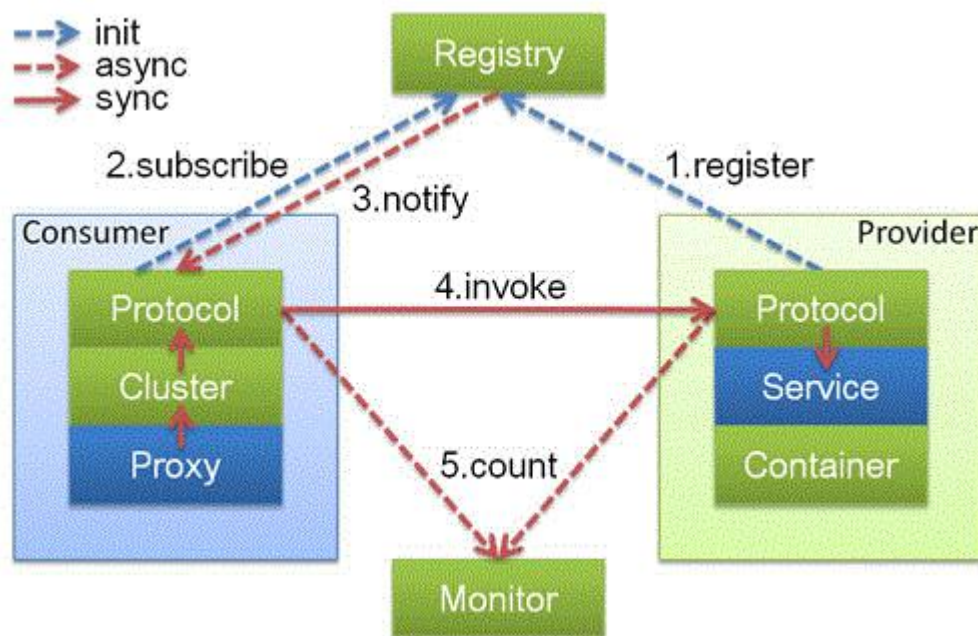 init
async
sync
Registry
2.subscribe
1.register
3.notify
Consumer
Provider
Protocol
4.invoke
Protocol
Cluster
Service
Proxy
5.count
Container
Monitor